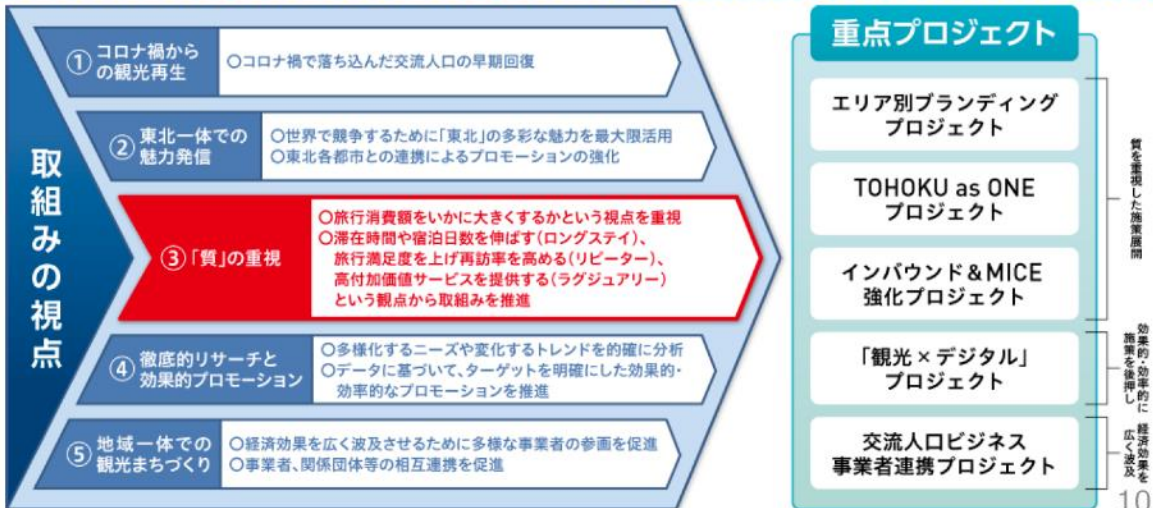 取組みの視点
① コロナ禍から
の観光再生
○コロナ禍で落ち込んだ交流人口の早期回復
② 東北一体での
魅力発信
○世界で競争するために「東北」の多彩な魅力を最大限活用
○東北各都市との連携によるプロモーションの強化
③ 「質」の重視
○旅行消費額をいかに大きくするかという視点を重視
○滞在時間や宿泊日数を伸ばす(ロングステイ)、
旅行満足度を上げ再訪率を高める(リピーター)、
高付加価値サービスを提供する(ラグジュアリー)
という観点から取組みを推進
④ 徹底的リサーチと
効果的プロモーション
○多様化するニーズや変化するトレンドを的確に分析
○データに基づいて、ターゲットを明確にした効果的・
効率的なプロモーションを推進
⑤ 地域一体での
観光まちづくり
○経済効果を広く波及させるために多様な事業者の参画を促進
○事業者、関係団体等の相互連携を促進
重点プロジェクト
エリア別ブランディング
プロジェクト
TOHOKU as ONE
プロジェクト
インバウンド&MICE
強化プロジェクト
「観光×デジタル」
プロジェクト
交流人口ビジネス
事業者連携プロジェクト
質を重視した施策展開
効果的・効率的に
施策を後押し
経済効果を
広く波及
10